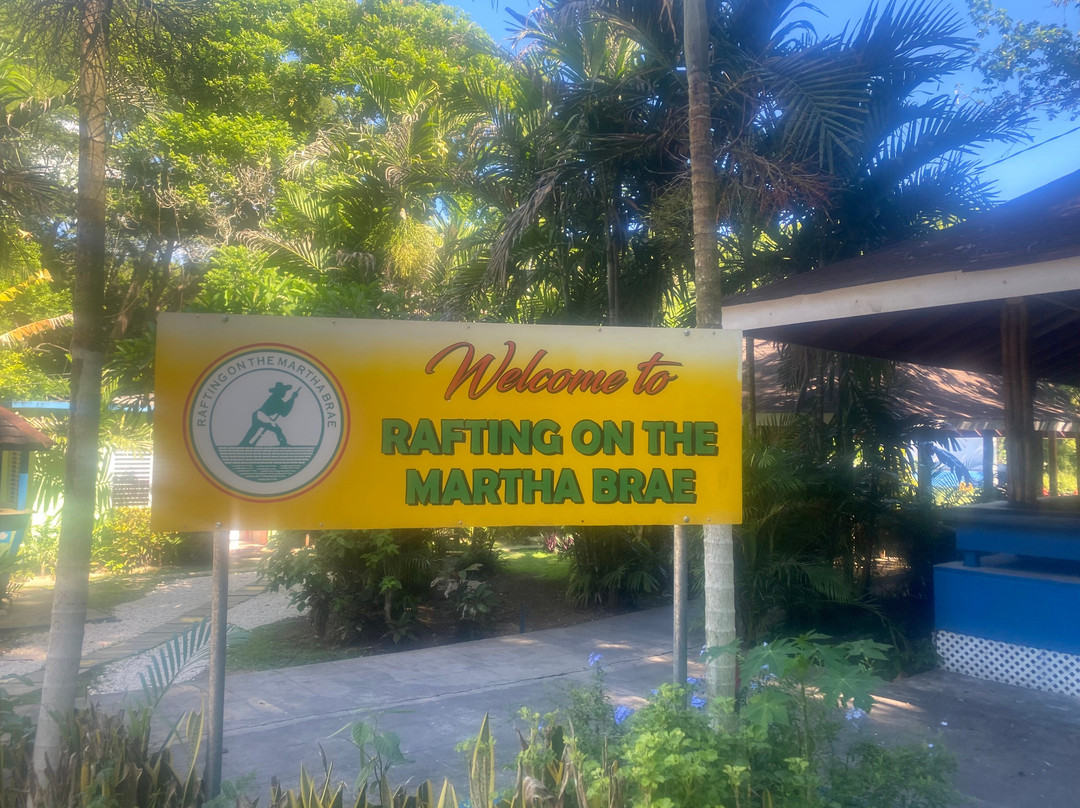 RAFTING ON THE MARTHA BRAE
Welcome to
RAFTING ON THE
MARTHA BRAE